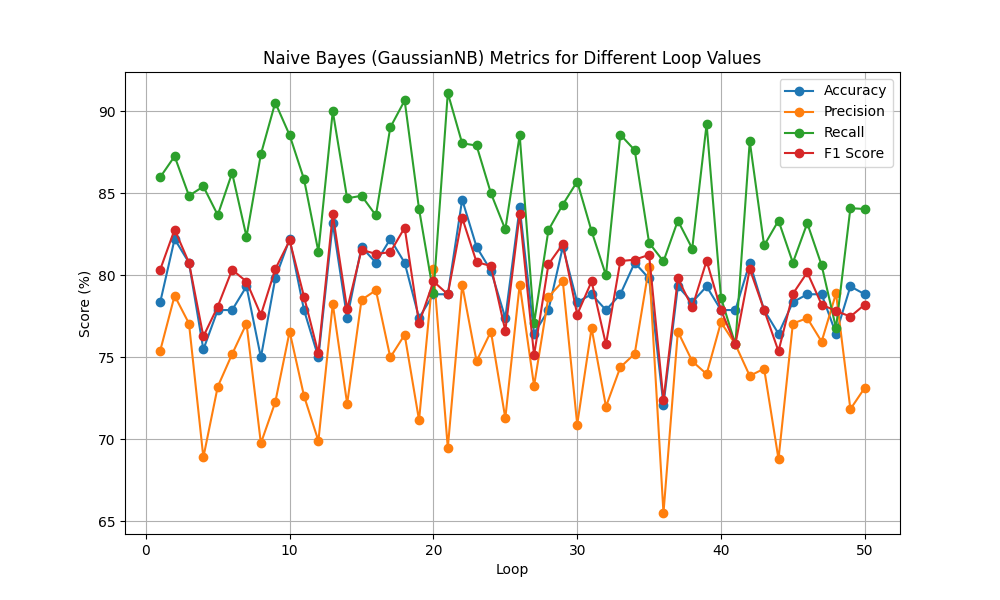 Naive Bayes (GaussianNB) Metrics for Different Loop Values
Accuracy
Precision
Recall
F1 Score
Score (%)
90
85
80
75
70
65
0
10
20
30
40
50
Loop